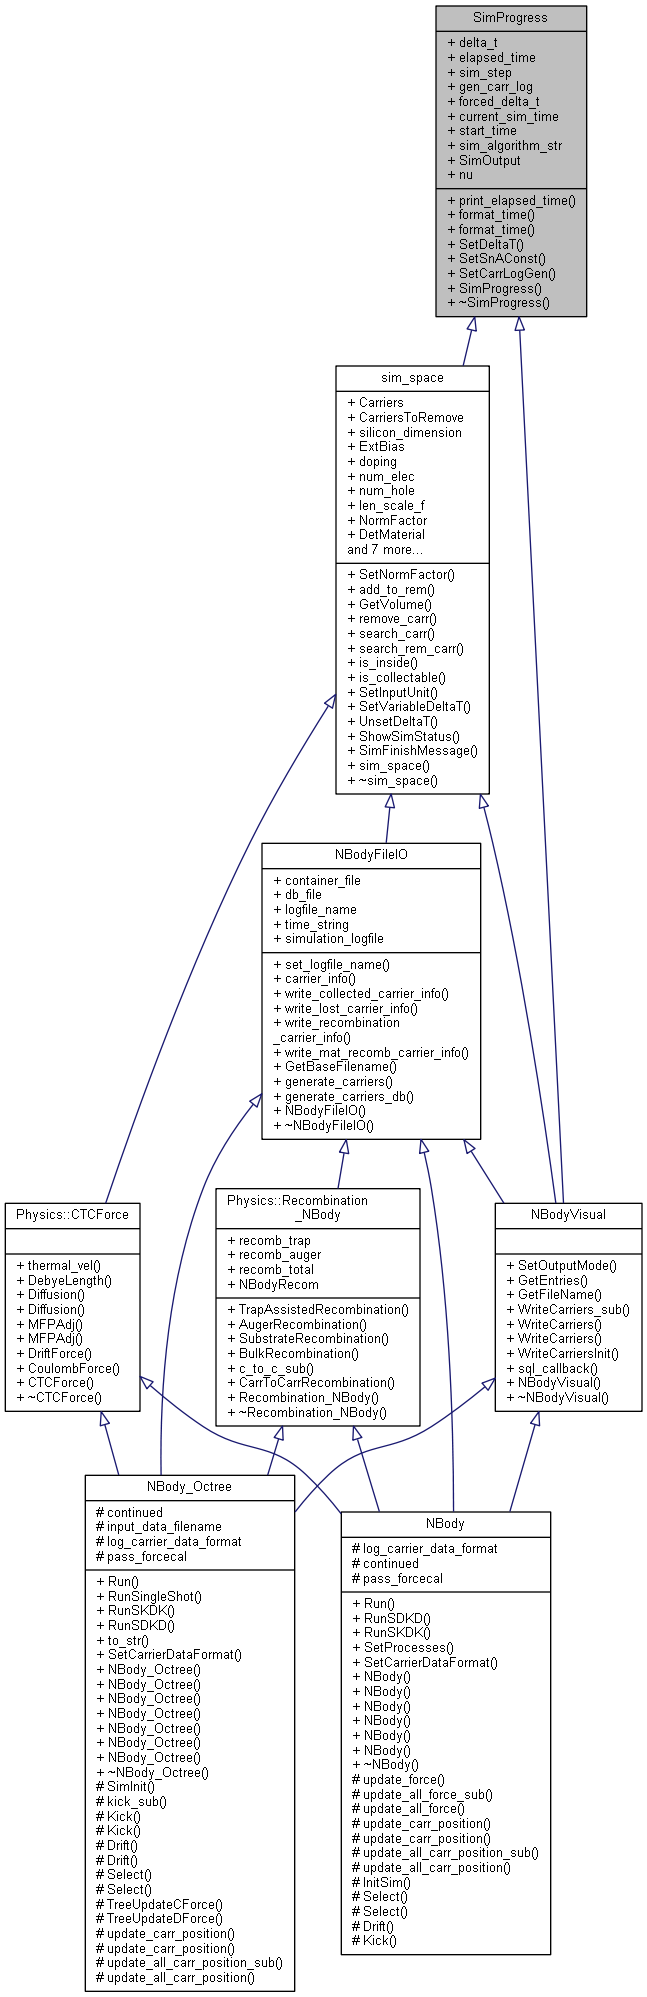 SimProgress
+ delta_t
+ elapsed_time
+ sim_step
+ gen_carr_log
+ forced_delta_t
+ current_sim_time
+ start_time
+ sim_algorithm_str
+ SimOutput
+ nu
+ print_elapsed_time()
+ format_time()
+ format_time()
+ SetDeltaT()
+ SetSnAConst()
+ SetCarrLogGen()
+ SimProgress()
+ ~SimProgress()
sim_space
+ Carriers
+ CarriersToRemove
+ silicon_dimension
+ ExtBias
+ doping
+ num_elec
+ num_hole
+ len_scale_f
+ NormFactor
+ DetMaterial
and 7 more...
+ SetNormFactor()
+ add_to_rem()
+ GetVolume()
+ remove_carr()
+ search_carr()
+ search_rem_carr()
+ is_inside()
+ is_collectable()
+ SetInputUnit()
+ SetVariableDeltaT()
+ UnsetDeltaT()
+ ShowSimStatus()
+ SimFinishMessage()
+ sim_space()
+ ~sim_space()
NBodyFileIO
+ container_file
+ db_file
+ logfile_name
+ time_string
+ simulation_logfile
+ set_logfile_name()
+ carrier_info()
+ write_collected_carrier_info()
+ write_lost_carrier_info()
+ write_recombination
_carrier_info()
+ write_mat_recomb_carrier_info()
+ GetBaseFilename()
+ generate_carriers()
+ generate_carriers_db()
+ NBodyFileIO()
+ ~NBodyFileIO()
Physics::CTCForce
+ thermal_vel()
+ DebyeLength()
+ Diffusion()
+ Diffusion()
+ MFPAdj()
+ MFPAdj()
+ DriftForce()
+ CoulombForce()
+ CTCForce()
+ ~CTCForce()
Physics::Recombination
_NBody
+ recomb_trap
+ recomb_auger
+ recomb_total
+ NBodyRecom
+ TrapAssistedRecombination()
+ AugerRecombination()
+ SubstrateRecombination()
+ BulkRecombination()
+ c_to_c_sub()
+ CarrToCarrRecombination()
+ Recombination_NBody()
+ ~Recombination_NBody()
NBodyVisual
+ SetOutputMode()
+ GetEntries()
+ GetFileName()
+ WriteCarriers_sub()
+ WriteCarriers()
+ WriteCarriers()
+ WriteCarriersInit()
+ sql_callback()
+ NBodyVisual()
+ ~NBodyVisual()
NBody_Octree
# continued
# input_data_filename
# log_carrier_data_format
# pass_forcecal
+ Run()
+ RunSingleShot()
+ RunSKDK()
+ RunSDKD()
+ to_str()
+ SetCarrierDataFormat()
+ NBody_Octree()
+ NBody_Octree()
+ NBody_Octree()
+ NBody_Octree()
+ NBody_Octree()
+ NBody_Octree()
+ NBody_Octree()
+ ~NBody_Octree()
# SimInit()
# kick_sub()
# Kick()
# Kick()
# Drift()
# Drift()
# Select()
# Select()
# TreeUpdateCForce()
# TreeUpdateDForce()
# update_carr_position()
# update_carr_position()
# update_all_carr_position_sub()
# update_all_carr_position()
NBody
# log_carrier_data_format
# continued
# pass_forcecal
+ Run()
+ RunSDKD()
+ RunSKDK()
+ SetProcesses()
+ SetCarrierDataFormat()
+ NBody()
+ NBody()
+ NBody()
+ NBody()
+ NBody()
+ NBody()
+ ~NBody()
# update_force()
# update_all_force_sub()
# update_all_force()
# update_carr_position()
# update_carr_position()
# update_all_carr_position_sub()
# update_all_carr_position()
# InitSim()
# Select()
# Select()
# Drift()
# Kick()